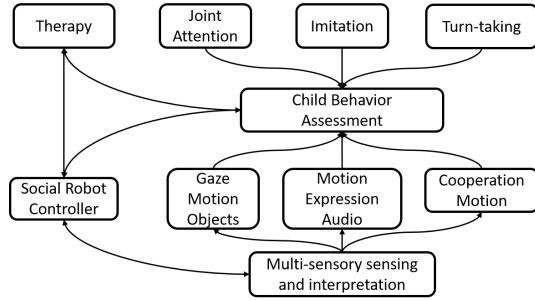 Therapy
Joint
Attention
Imitation
Turn-taking
Child Behavior
Assessment
Social Robot
Controller
Gaze
Motion
Objects
Motion
Expression
Audio
Cooperation
Motion
Multi-sensory sensing
and interpretation